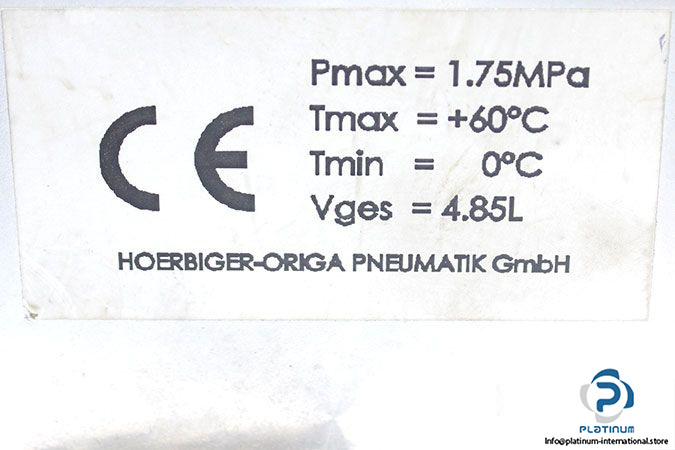 Pmax = 1.75MPa
Tmax = +60°C
Tmin = 0°C
Vges = 4.85L
CE
HOERBIGER-ORIGA PNEUMATIK GmbH
PLATINUM
Info@platinum-international.store